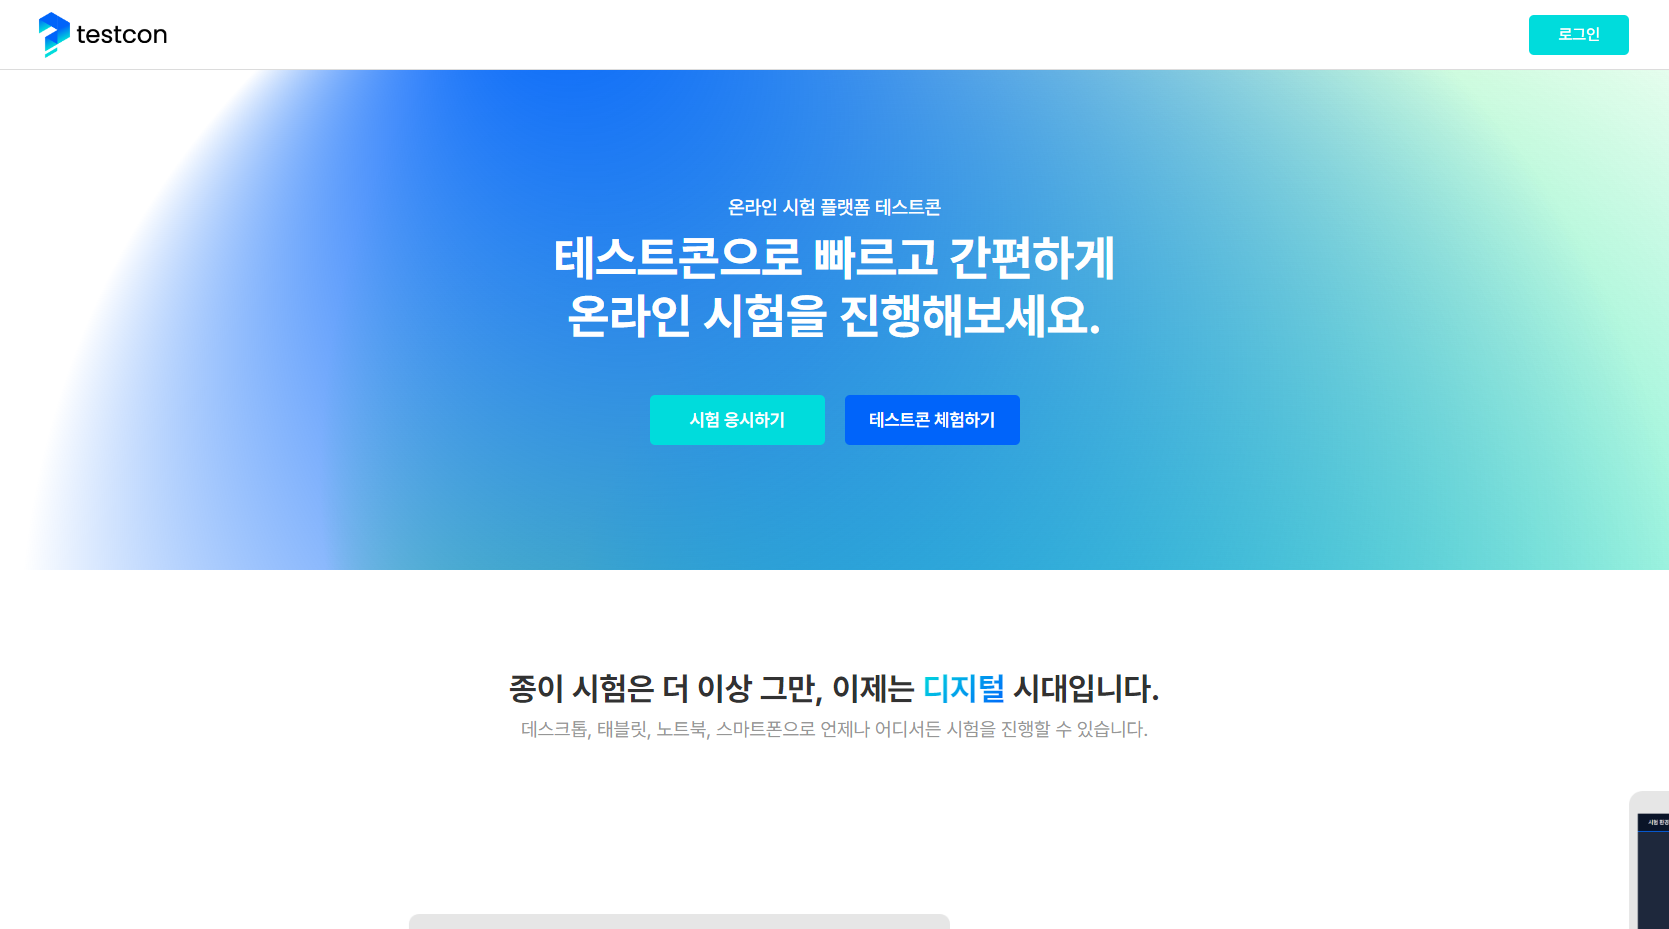 testcon
로그인
온라인 시험 플랫폼 테스트콘
테스트콘으로 빠르고 간편하게
온라인 시험을 진행해보세요.
시험 응시하기
테스트콘 체험하기
종이 시험은 더 이상 그만, 이제는 디지털 시대입니다.
데스크톱, 태블릿, 노트북, 스마트폰으로 언제나 어디서든 시험을 진행할 수 있습니다.
시험 환경